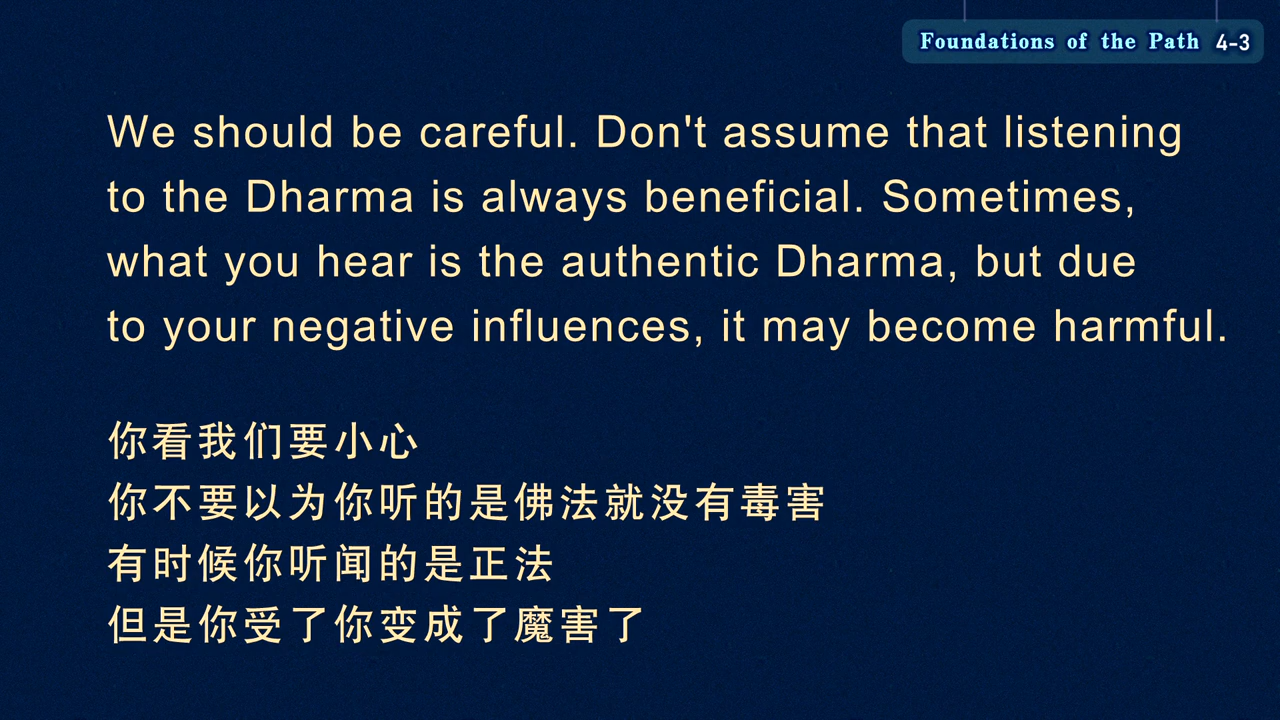 Foundations of the Path 4-3
We should be careful. Don't assume that listening
to the Dharma is always beneficial. Sometimes,
what you hear is the authentic Dharma, but due
to your negative influences, it may become harmful.
你看我们要小心
你不要以为你听的是佛法就没有毒害
有时候你听闻的是正法
但是你受了你变成了魔害了